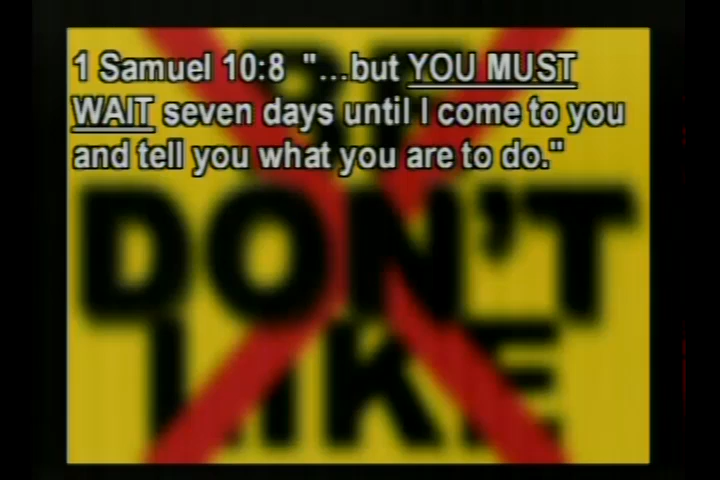 1 Samuel 10:8 "...but YOU MUST
WAIT seven days until I come to you
and tell you what you are to do."
DON'T
LIKE